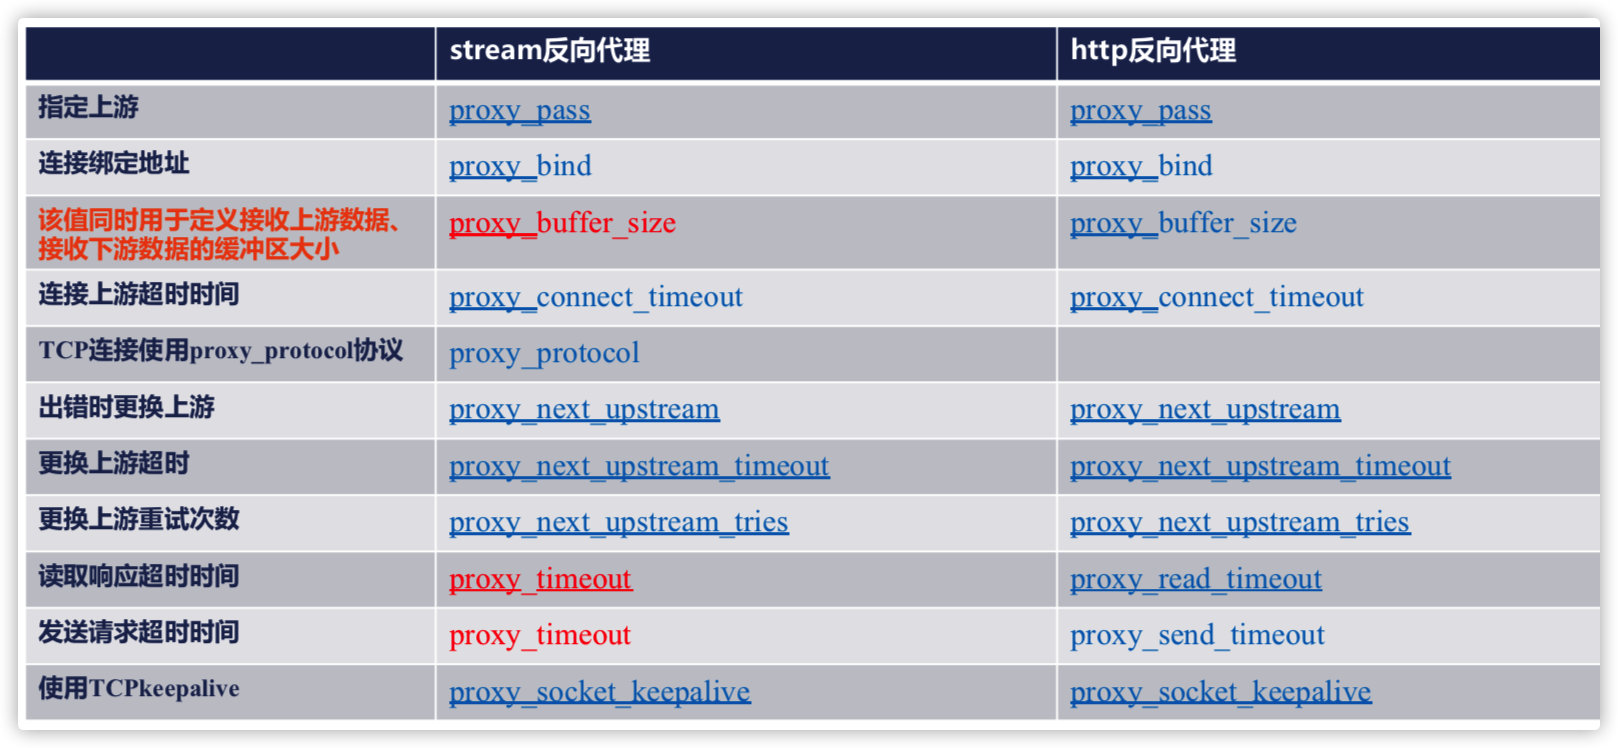 stream反向代理 http反向代理
指定上游 proxy_pass proxy_pass
连接绑定地址 proxy_bind proxy_bind
该值同时用于定义接收上游数据、
接收下游数据的缓冲区大小 proxy_buffer_size proxy_buffer_size
连接上游超时时间 proxy_connect_timeout proxy_connect_timeout
TCP连接使用proxy_protocol协议 proxy_protocol
出错时更换上游 proxy_next_upstream proxy_next_upstream
更换上游超时 proxy_next_upstream_timeout proxy_next_upstream_timeout
更换上游重试次数 proxy_next_upstream_tries proxy_next_upstream_tries
读取响应超时时间 proxy_timeout proxy_read_timeout
发送请求超时时间 proxy_timeout proxy_send_timeout
使用TCPkeepalive proxy_socket_keepalive proxy_socket_keepalive